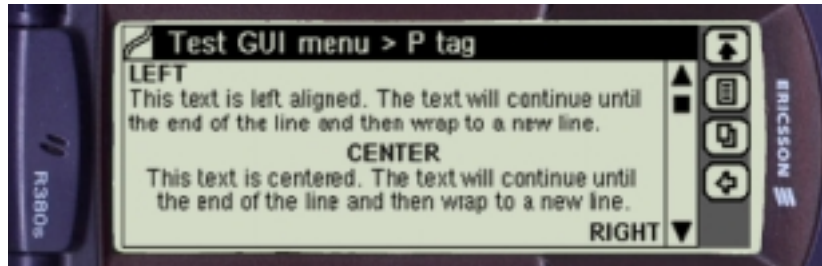 Test GUI menu > P tag
LEFT
This text is left aligned. The text will continue until
the end of the line and then wrap to a new line.
CENTER
This text is centered. The text will continue until
the end of the line and then wrap to a new line.
RIGHT
R380s
ERICSSON